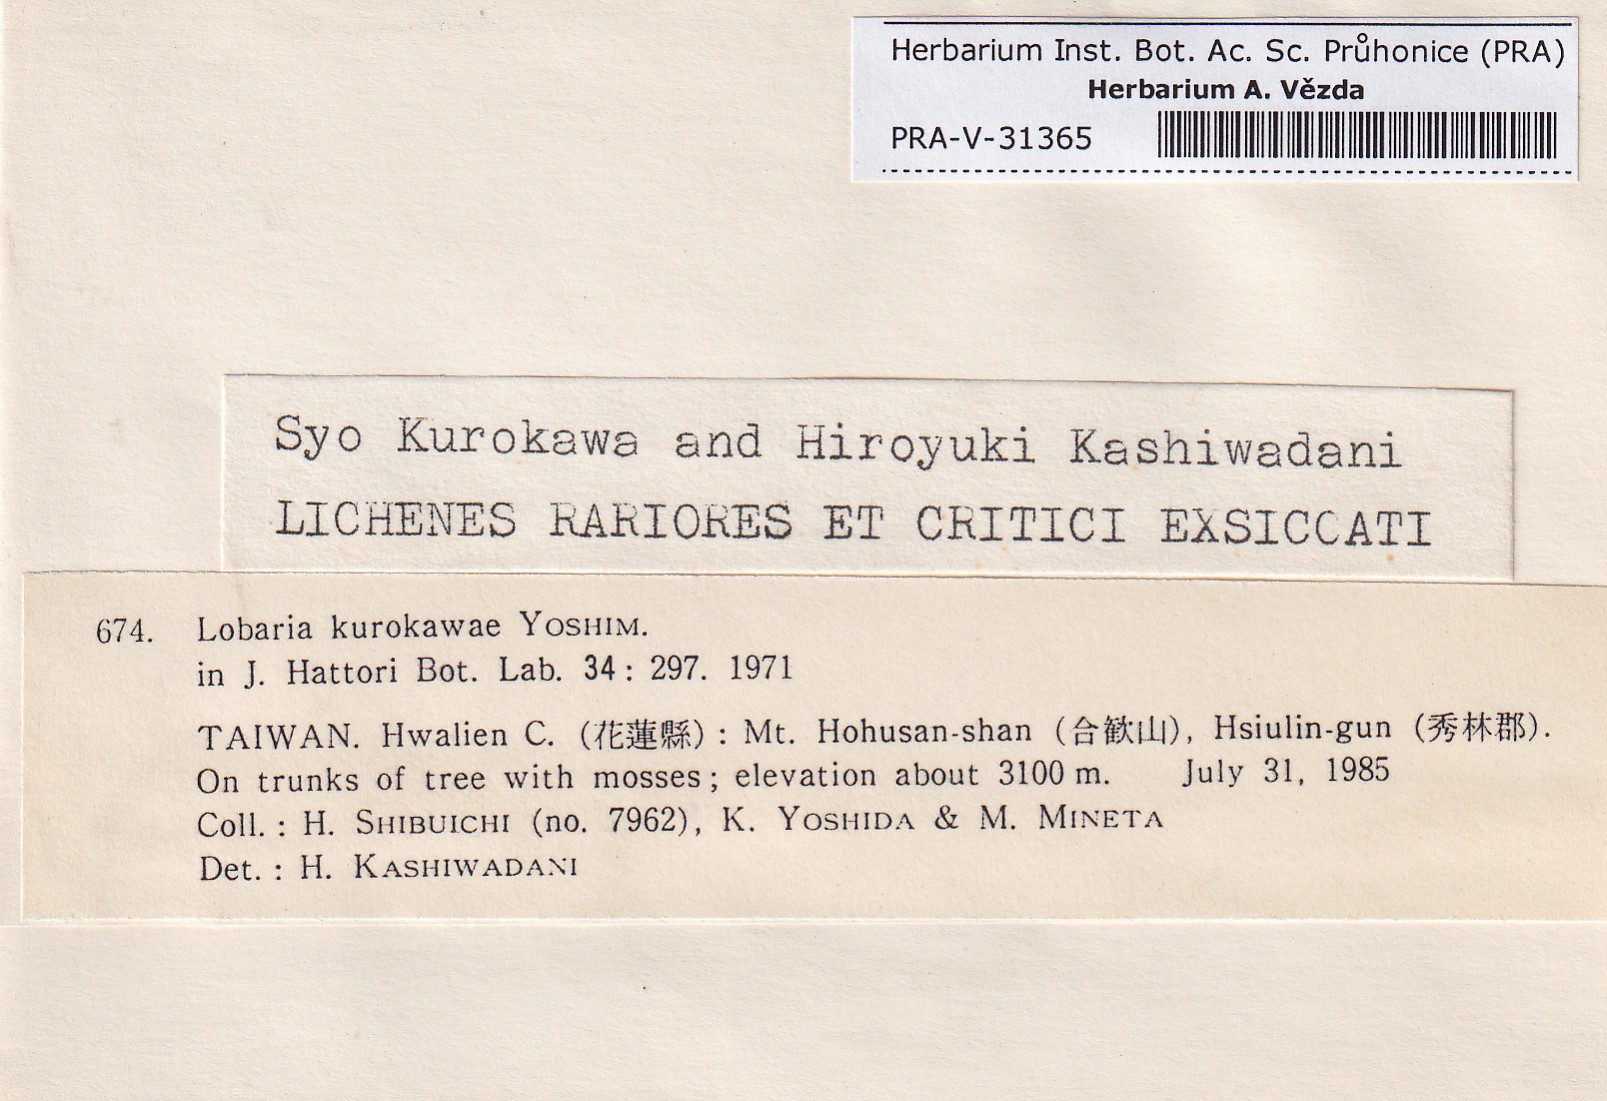 Herbarium Inst. Bot. Ac. Sc. Průhonice (PRA)
Herbarium A. Vězda
PRA-V-31365
Syo Kurokawa and Hiroyuki Kashiwadani
LICHENES RARIORES ET CRITICI EXSICCATI
674. Lobaria kurokawae YOSHIM.
in J. Hattori Bot. Lab. 34: 297. 1971
TAIWAN. Hwalien C. (花蓮縣): Mt. Hohusan-shan (合歓山), Hsiulin-gun (秀林郡).
On trunks of tree with mosses; elevation about 3100 m. July 31, 1985
Coll.: H. SHIBUICHI (no. 7962), K. YOSHIDA & M. MINETA
Det.: H. KASHIWADANI